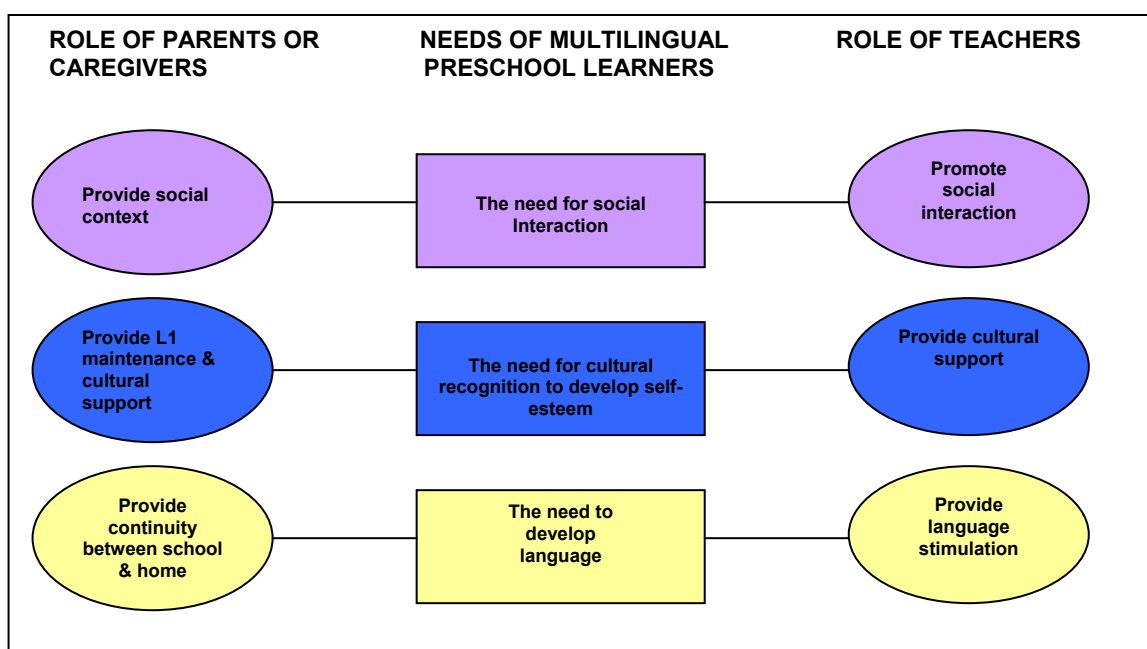 ROLE OF PARENTS OR
CAREGIVERS
NEEDS OF MULTILINGUAL
PRESCHOOL LEARNERS
ROLE OF TEACHERS
Provide social
context
The need for social
Interaction
Promote
social
interaction
Provide L1
maintenance &
cultural
support
The need for cultural
recognition to develop self-
esteem
Provide cultural
support
Provide
continuity
between school
& home
The need to
develop
language
Provide
language
stimulation